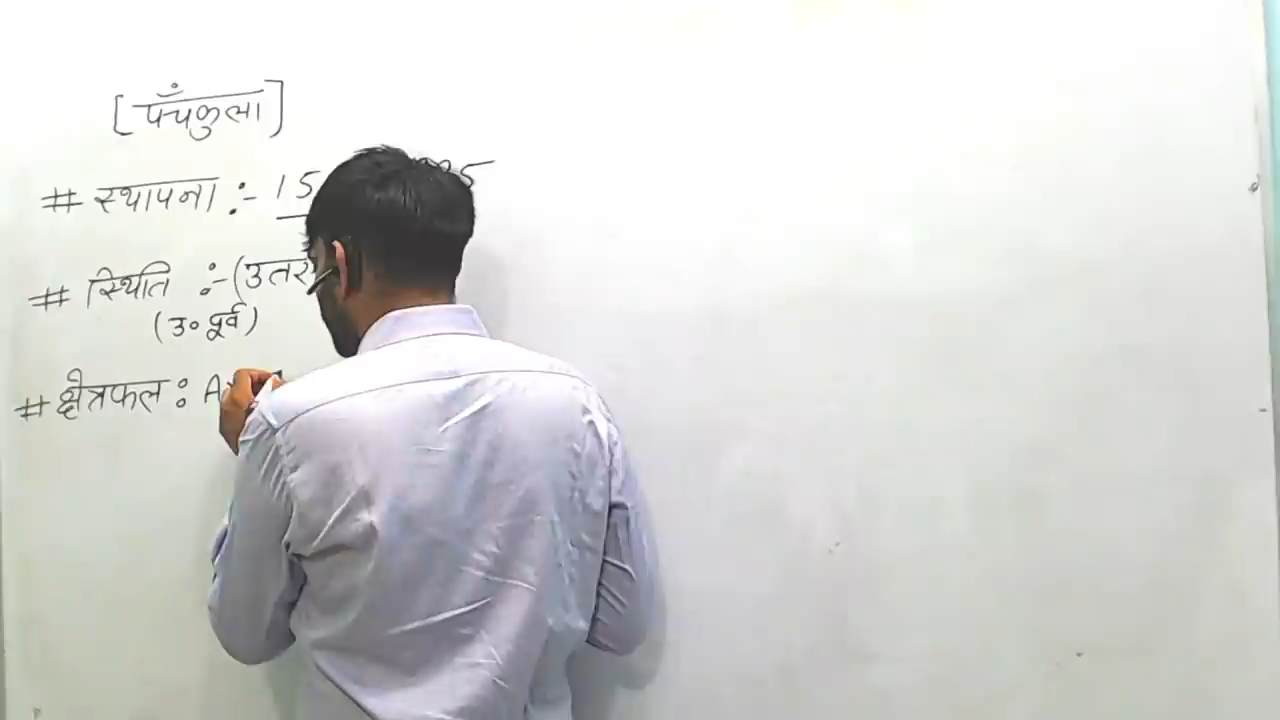 [पँचकुला]
# स्थापना :- 15
# स्थिति :- (उतर
(उ० पूर्व)
# क्षेत्रफल :